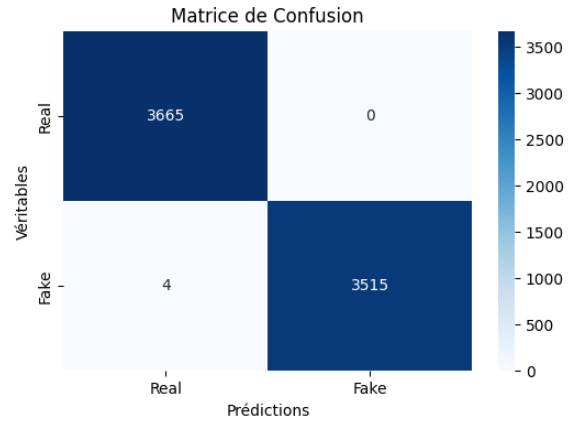 Matrice de Confusion
Véritables
Real
3665
0
Fake
4
3515
Real
Fake
Prédictions
3500
3000
2500
2000
1500
1000
500
0